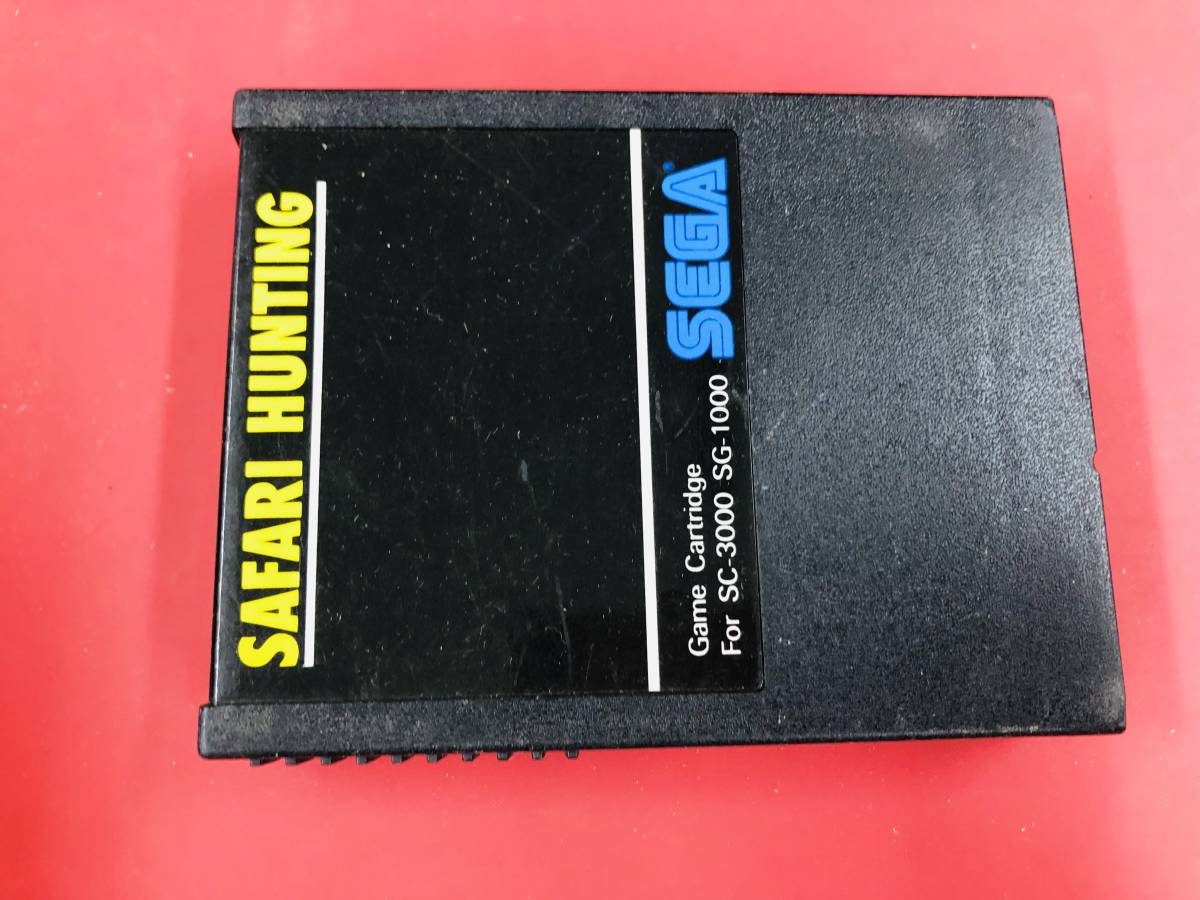 SAFARI HUNTING
Game Cartridge
For SC-3000 SG-1000
SEGA®